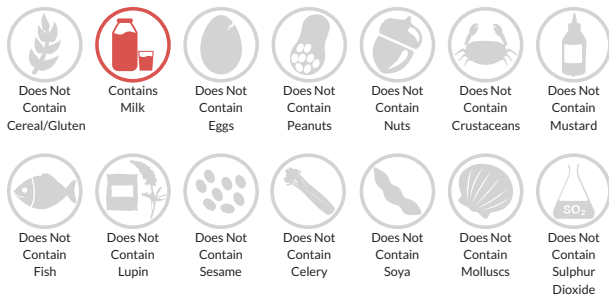 Does Not
Contain
Cereal/Gluten
Contains
Milk
Does Not
Contain
Eggs
Does Not
Contain
Peanuts
Does Not
Contain
Nuts
Does Not
Contain
Crustaceans
Does Not
Contain
Mustard
SO₂
Does Not
Contain
Fish
Does Not
Contain
Lupin
Does Not
Contain
Sesame
Does Not
Contain
Celery
Does Not
Contain
Soya
Does Not
Contain
Molluscs
Does Not
Contain
Sulphur
Dioxide